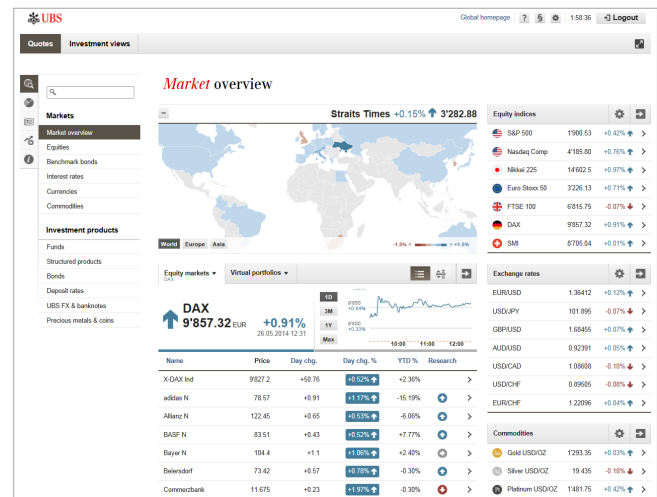 UBS
Global homepage ? § 1:58:36 Logout
Quotes Investment views
Market overview
Markets
Market overview
Equities
Benchmark bonds
Interest rates
Currencies
Commodities
Investment products
Funds
Structured products
Bonds
Deposit rates
UBS FX & banknotes
Precious metals & coins
Straits Times +0.15% 3'282.88
World Europe Asia
-1.5% < > +1.5%
Equity markets Virtual portfolios
DAX
DAX
9'857.32 EUR +0.91%
26.05.2014 12:31
1D
3M
1Y
Max
9'850
+0.84%
9'800
+0.33%
10:00 11:00 12:00
Name Price Day chg. Day chg. % YTD % Research
X-DAX Ind 9'827.2 +50.76 +0.52% +2.36%
adidas N 78.57 +0.91 +1.17% -15.19%
Allianz N 122.45 +0.65 +0.53% -6.06%
BASF N 83.51 +0.43 +0.52% +7.77%
Bayer N 104.4 +1.1 +1.06% +2.40%
Beiersdorf 73.42 +0.57 +0.78% -0.30%
Commerzbank 11.675 +0.23 +1.97% -0.30%
Equity indices
S&P 500 1'900.53 +0.42%
Nasdaq Comp 4'185.80 +0.76%
Nikkei 225 14'602.5 +0.97%
Euro Stoxx 50 3'226.13 +0.71%
FTSE 100 6'815.75 -0.07%
DAX 9'857.32 +0.91%
SMI 8'705.04 +0.01%
Exchange rates
EUR/USD 1.36412 +0.12%
USD/JPY 101.895 -0.07%
GBP/USD 1.68455 +0.07%
AUD/USD 0.92391 +0.05%
USD/CAD 1.08608 -0.10%
USD/CHF 0.89505 -0.08%
EUR/CHF 1.22096 +0.04%
Commodities
Gold USD/OZ 1'293.35 +0.03%
Silver USD/OZ 19.435 -0.18%
Platinum USD/OZ 1'481.75 +0.42%